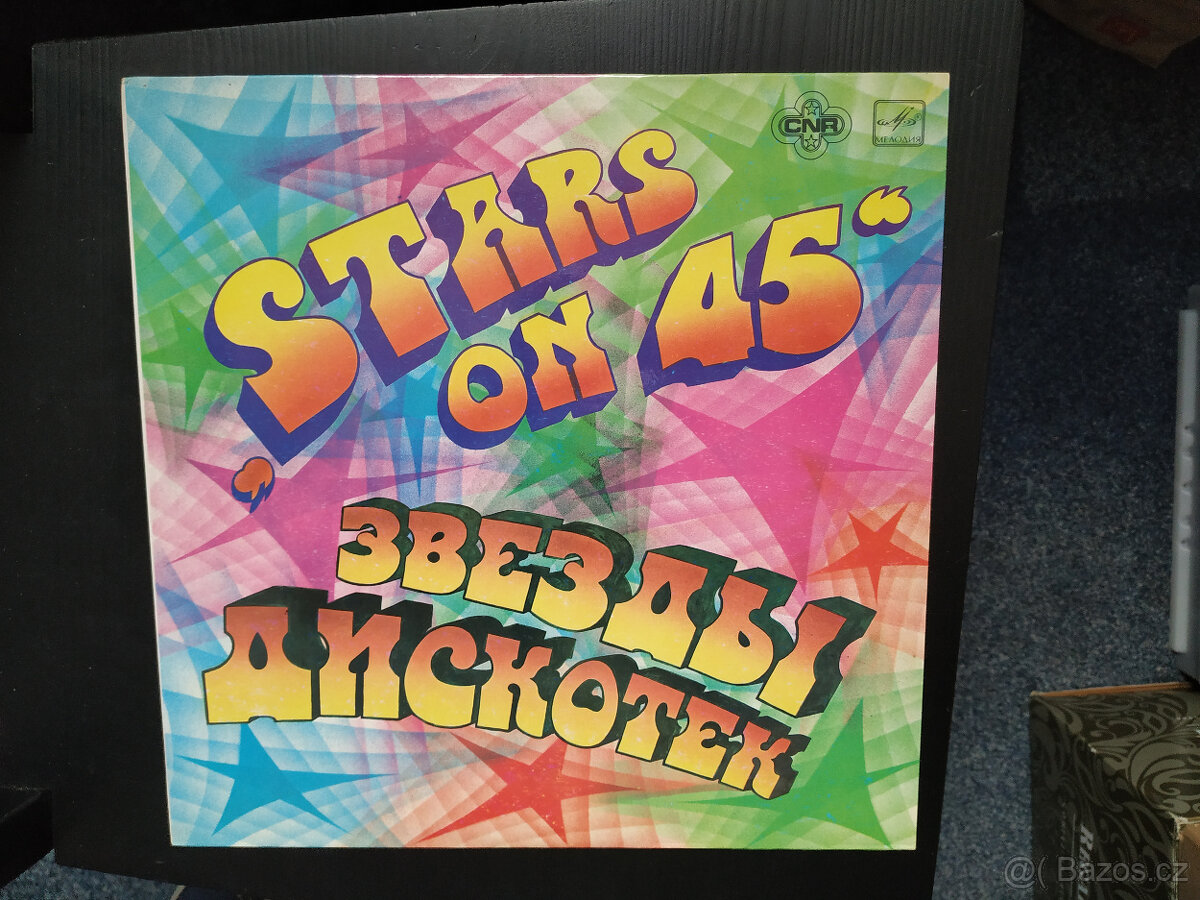 CNR
МЕЛОДИЯ
„STARS
ON 45“
ЗВЕЗДЫ
ДИСКОТЕК
@( Bazos.cz